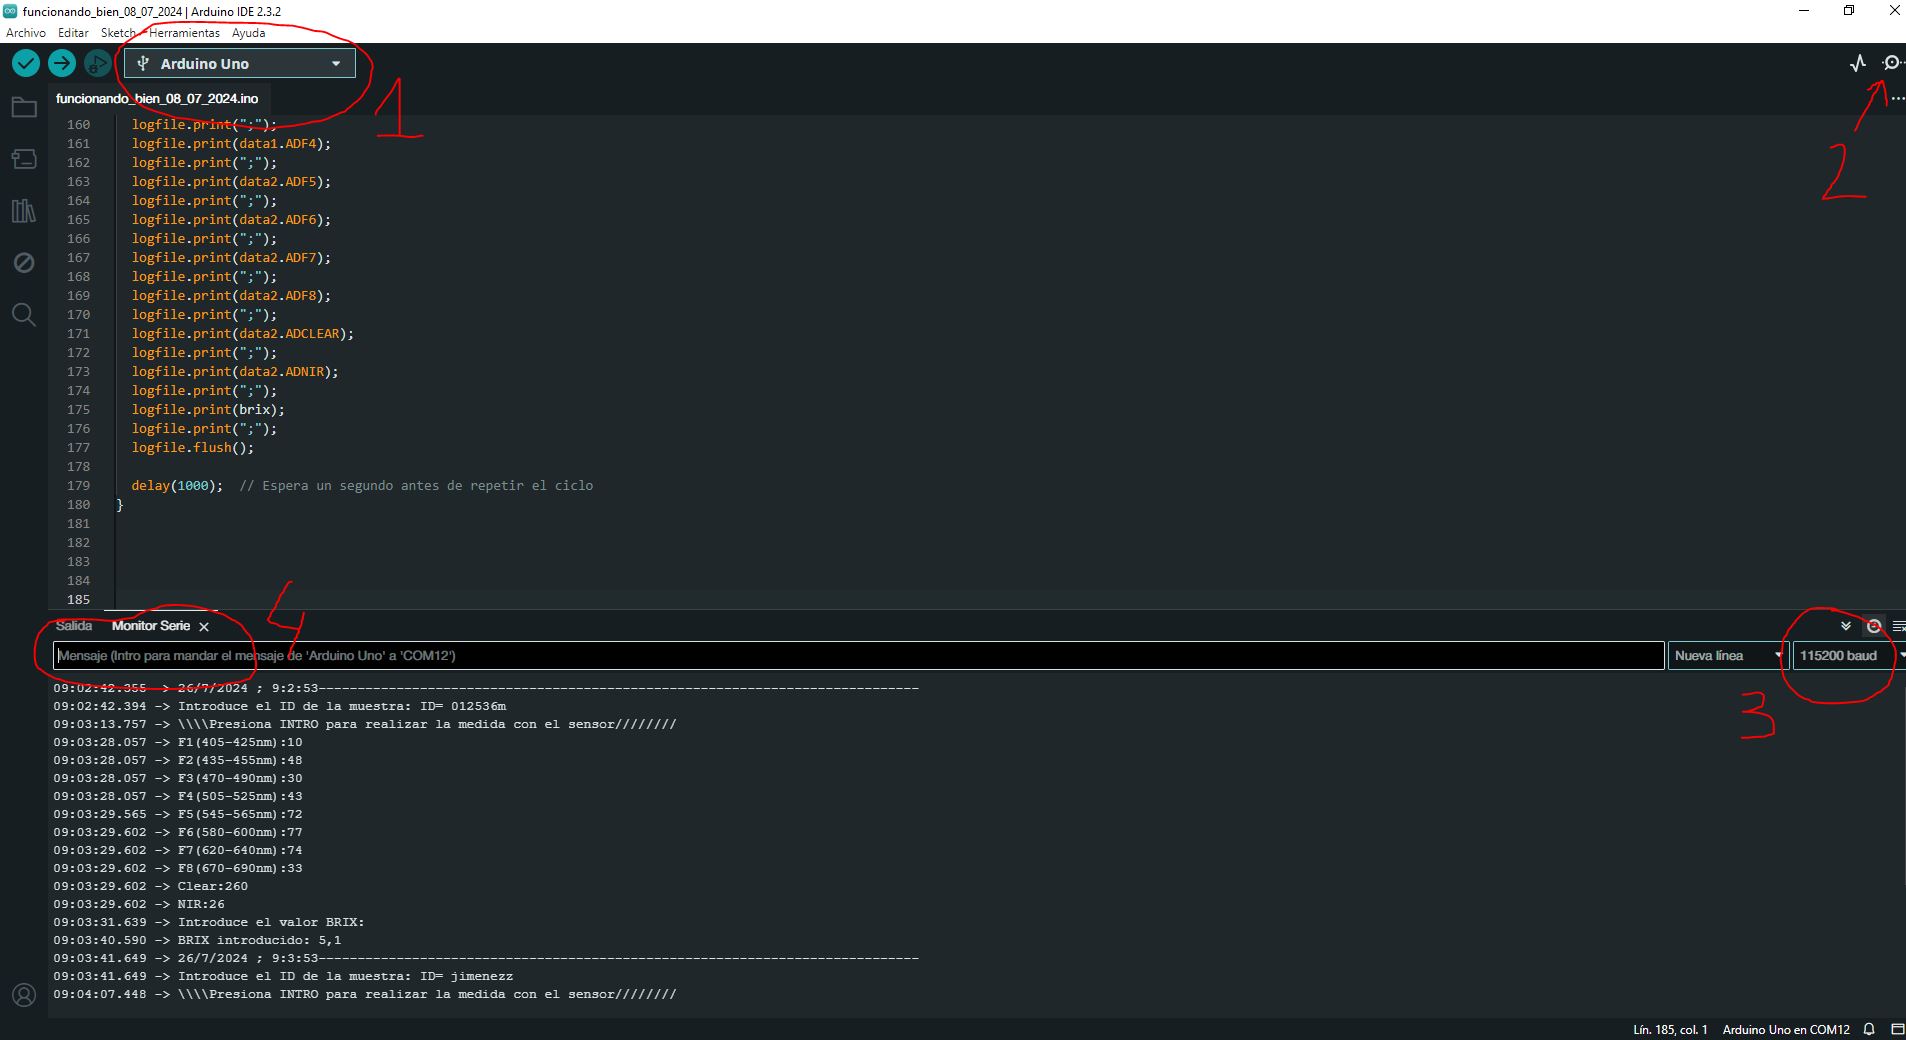 funcionando_bien_08_07_2024 | Arduino IDE 2.3.2
Archivo Editar Sketch Herramientas Ayuda
Arduino Uno
1
2
funcionando_bien_08_07_2024.ino
160 logfile.print(";");
161 logfile.print(data1.ADF4);
162 logfile.print(";");
163 logfile.print(data2.ADF5);
164 logfile.print(";");
165 logfile.print(data2.ADF6);
166 logfile.print(";");
167 logfile.print(data2.ADF7);
168 logfile.print(";");
169 logfile.print(data2.ADF8);
170 logfile.print(";");
171 logfile.print(data2.ADCLEAR);
172 logfile.print(";");
173 logfile.print(data2.ADNIR);
174 logfile.print(";");
175 logfile.print(brix);
176 logfile.print(";");
177 logfile.flush();
178
179 delay(1000); // Espera un segundo antes de repetir el ciclo
180 }
181
182
183
184
185
4
Salida Monitor Serie
Mensaje (Intro para mandar el mensaje de 'Arduino Uno' a 'COM12') Nueva línea 115200 baud
3
09:02:42.355 -> 26/7/2024 ; 9:2:53-----------------------------------------------------------------------------
09:02:42.394 -> Introduce el ID de la muestra: ID= 012536m
09:03:13.757 -> \\\\Presiona INTRO para realizar la medida con el sensor////////
09:03:28.057 -> F1(405-425nm):10
09:03:28.057 -> F2(435-455nm):48
09:03:28.057 -> F3(470-490nm):30
09:03:28.057 -> F4(505-525nm):43
09:03:29.565 -> F5(545-565nm):72
09:03:29.602 -> F6(580-600nm):77
09:03:29.602 -> F7(620-640nm):74
09:03:29.602 -> F8(670-690nm):33
09:03:29.602 -> Clear:260
09:03:29.602 -> NIR:26
09:03:31.639 -> Introduce el valor BRIX:
09:03:40.590 -> BRIX introducido: 5,1
09:03:41.649 -> 26/7/2024 ; 9:3:53-----------------------------------------------------------------------------
09:03:41.649 -> Introduce el ID de la muestra: ID= jimenezz
09:04:07.448 -> \\\\Presiona INTRO para realizar la medida con el sensor////////
Lín. 185, col. 1 Arduino Uno en COM12